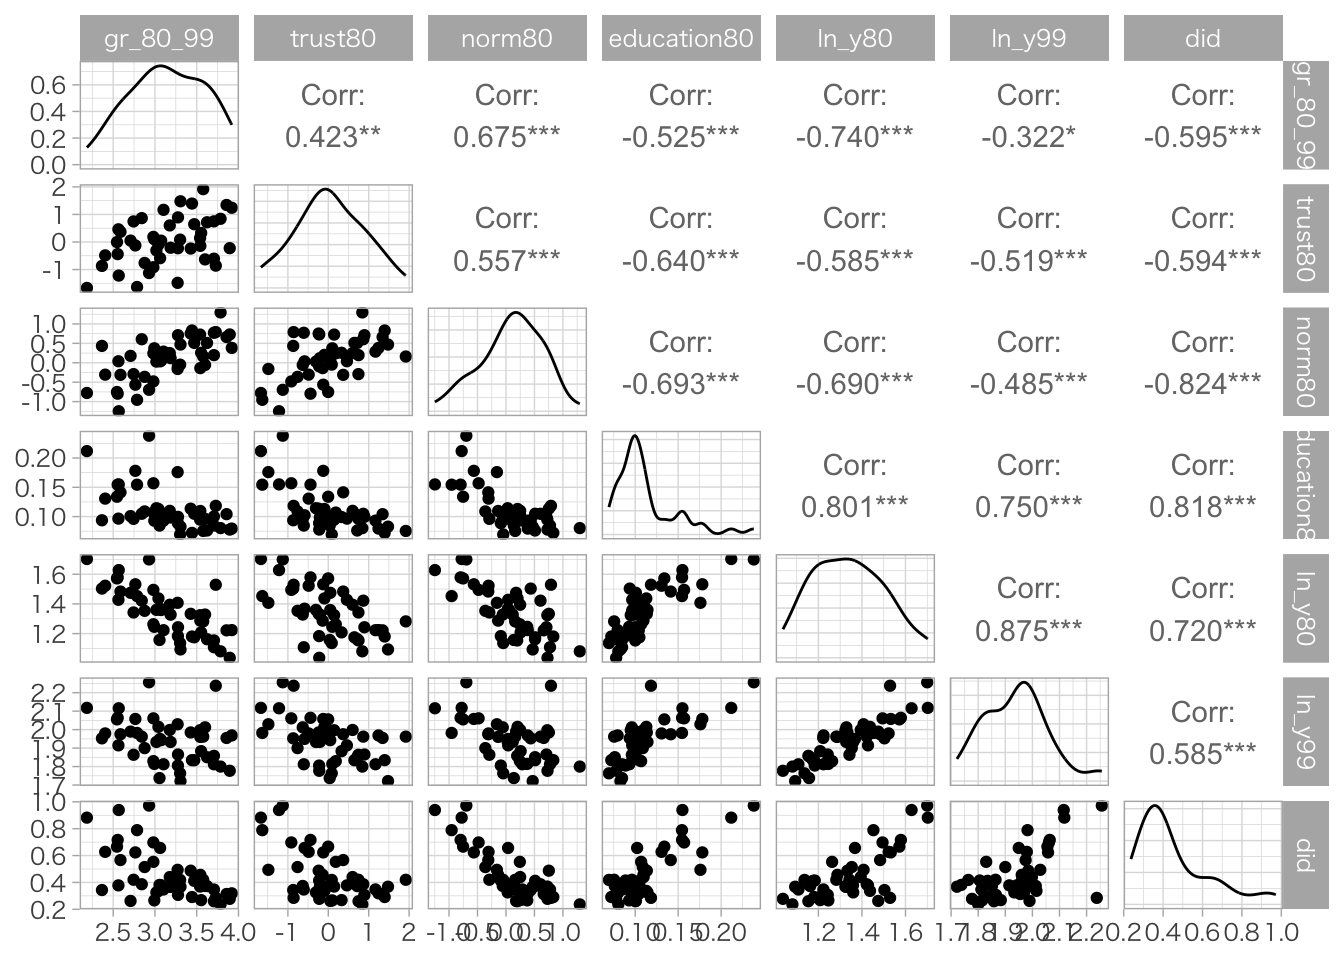 gr_80_99 trust80 norm80 education80 ln_y80 ln_y99 did
0.6
0.4
0.2
0.0
Corr: Corr: Corr: Corr: Corr: Corr:
0.423** 0.675*** -0.525*** -0.740*** -0.322* -0.595***
gr_80_99
2
1
0
-1
Corr: Corr: Corr: Corr: Corr:
0.557*** -0.640*** -0.585*** -0.519*** -0.594***
trust80
1.0
0.5
0.0
-0.5
-1.0
Corr: Corr: Corr: Corr:
-0.693*** -0.690*** -0.485*** -0.824***
norm80
0.20
0.15
0.10
Corr: Corr: Corr:
0.801*** 0.750*** 0.818***
ducation8
1.6
1.4
1.2
Corr: Corr:
0.875*** 0.720***
ln_y80
2.2
2.1
2.0
1.9
1.8
1.7
Corr:
0.585***
ln_y99
1.0
0.8
0.6
0.4
0.2
did
2.5 3.0 3.5 4.0 -1 0 1 2 -1.0 -0.5 0.0 0.5 1.0 0.10 0.15 0.20 1.2 1.4 1.6 1.7 1.8 1.9 2.0 2.1 2.2 0.2 0.4 0.6 0.8 1.0